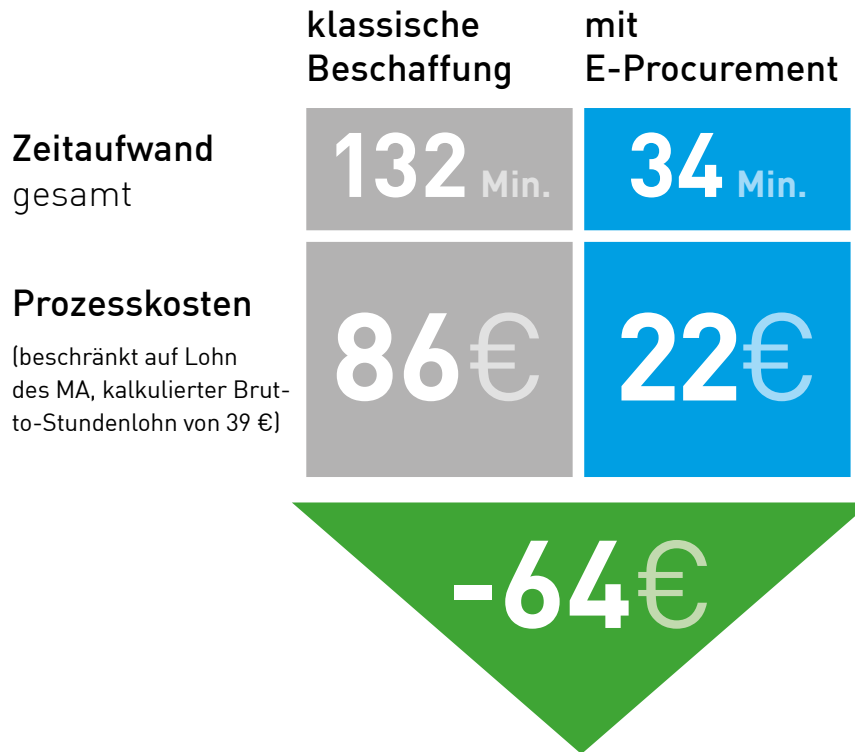 klassische
Beschaffung
mit
E-Procurement
Zeitaufwand
gesamt
132 Min.
34 Min.
Prozesskosten
(beschränkt auf Lohn
des MA, kalkulierter Brut-
to-Stundenlohn von 39 €)
86€
22€
-64€